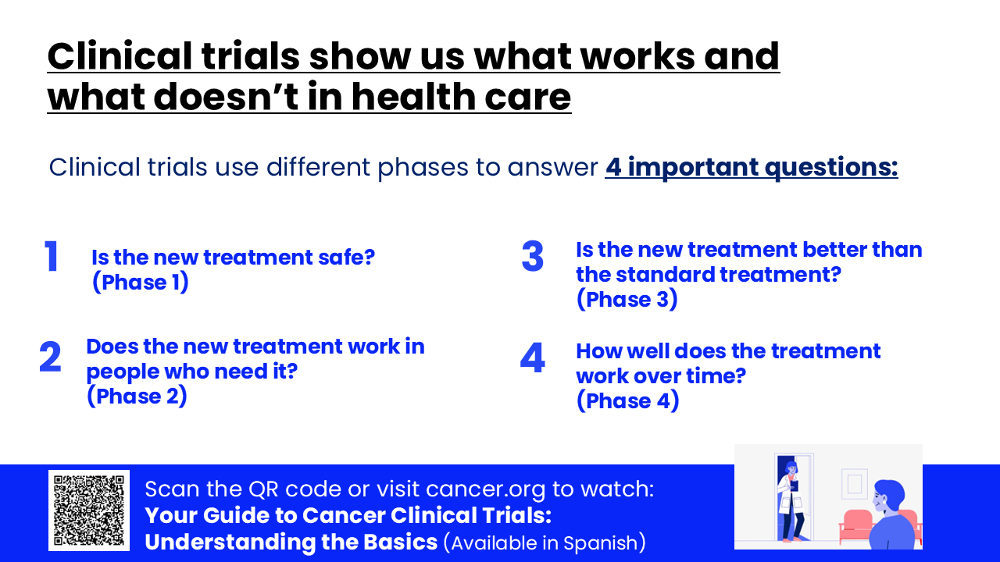 Clinical trials show us what works and
what doesn’t in health care
Clinical trials use different phases to answer 4 important questions:
1
Is the new treatment safe?
(Phase 1)
2
Does the new treatment work in
people who need it?
(Phase 2)
3
Is the new treatment better than
the standard treatment?
(Phase 3)
4
How well does the treatment
work over time?
(Phase 4)
Scan the QR code or visit cancer.org to watch:
Your Guide to Cancer Clinical Trials:
Understanding the Basics (Available in Spanish)